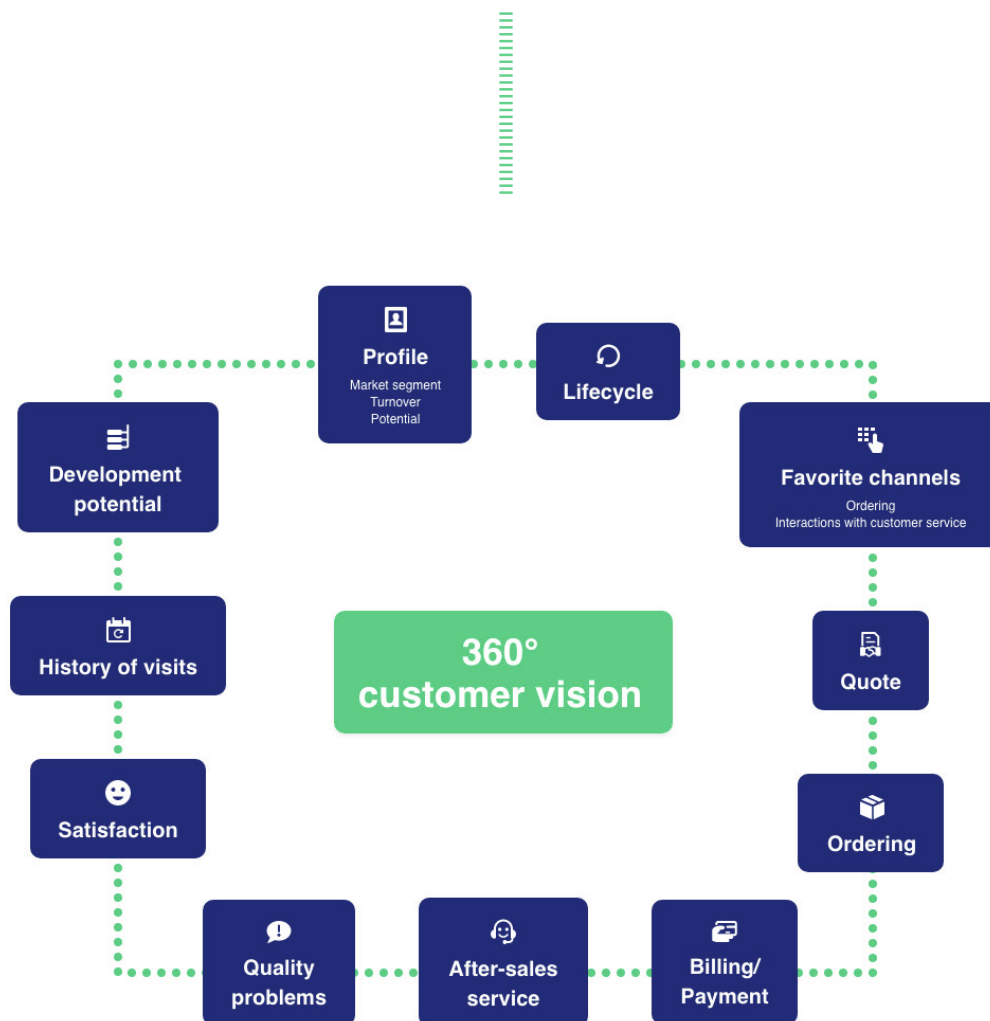 Profile
Market segment
Turnover
Potential
Lifecycle
Development
potential
Favorite channels
Ordering
Interactions with customer service
History of visits
360°
customer vision
Quote
Satisfaction
Ordering
Quality
problems
After-sales
service
Billing/
Payment